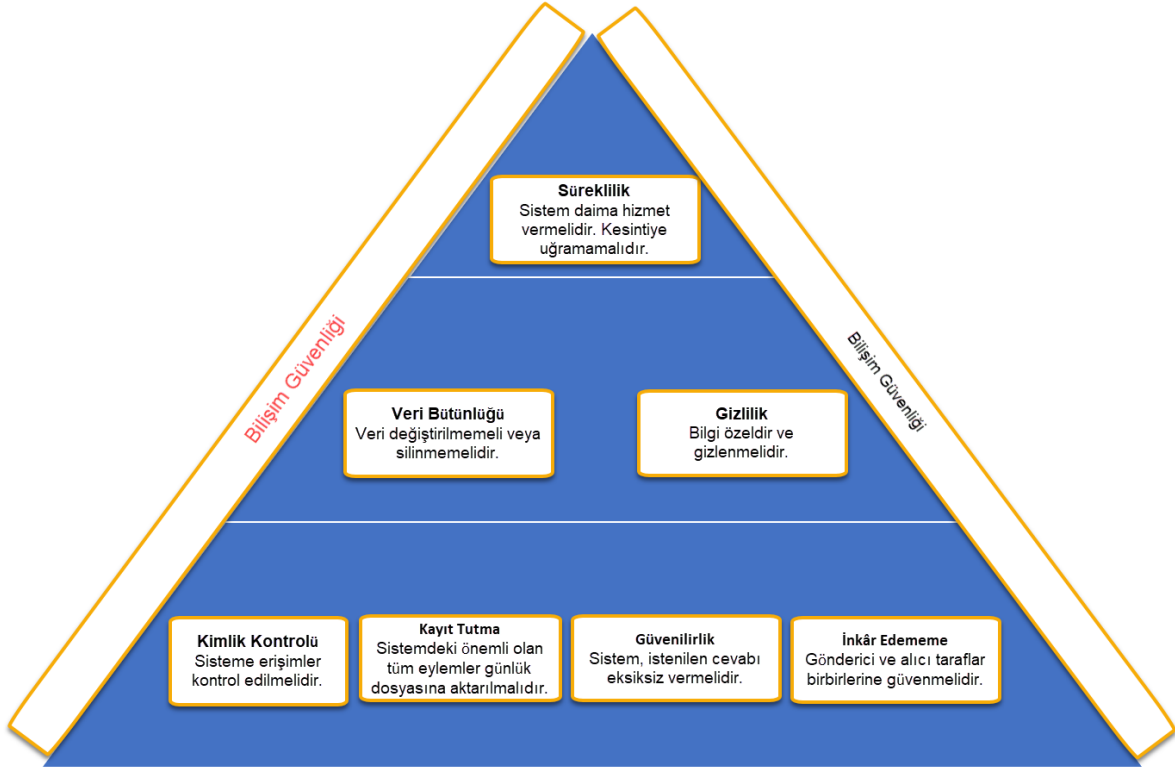 Süreklilik
Sistem daima hizmet
vermelidir. Kesintiye
uğramamalıdır.
Bilişim Güvenliği
Bilişim Güvenliği
Veri Bütünlüğü
Veri değiştirilmemeli veya
silinmemelidir.
Gizlilik
Bilgi özeldir ve
gizlenmelidir.
Kimlik Kontrolü
Sisteme erişimler
kontrol edilmelidir.
Kayıt Tutma
Sistemdeki önemli olan
tüm eylemler günlük
dosyasına aktarılmalıdır.
Güvenilirlik
Sistem, istenilen cevabı
eksiksiz vermelidir.
İnkâr Edememe
Gönderici ve alıcı taraflar
birbirlerine güvenmelidir.